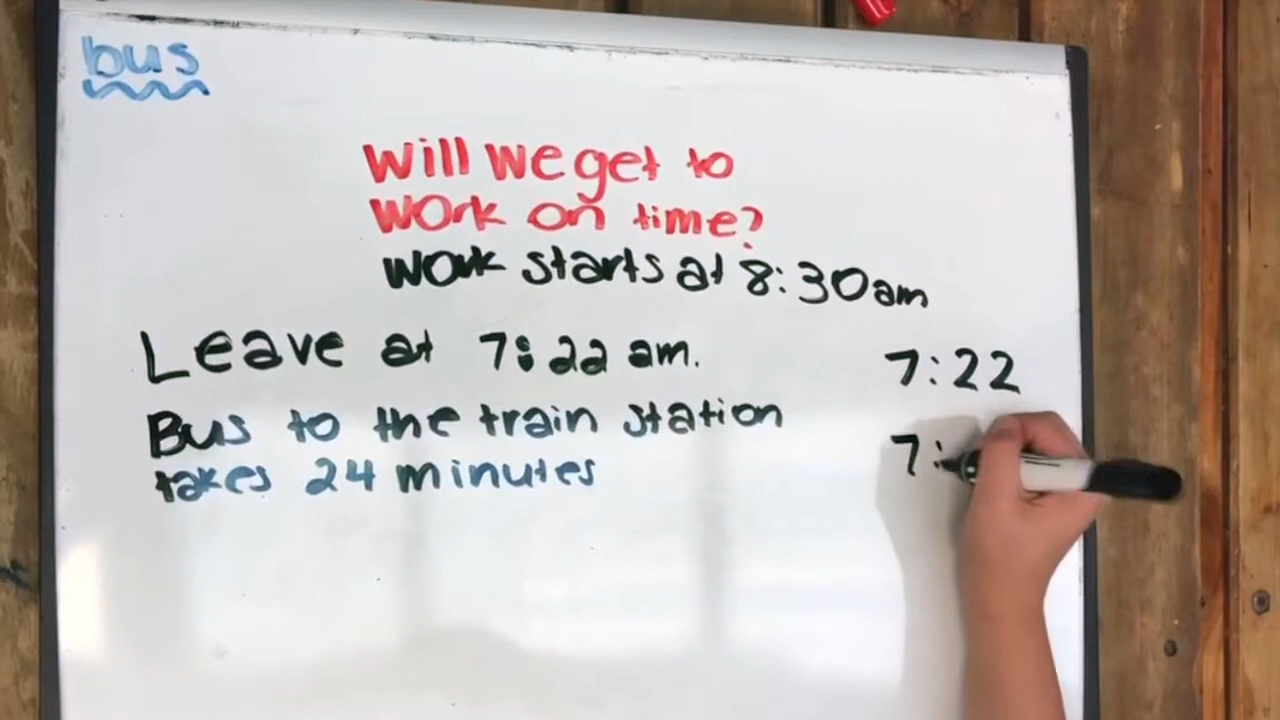 bus
Will we get to
work on time?
work starts at 8:30am
Leave at 7:22 am.
7:22
Bus to the train station
takes 24 minutes
7: